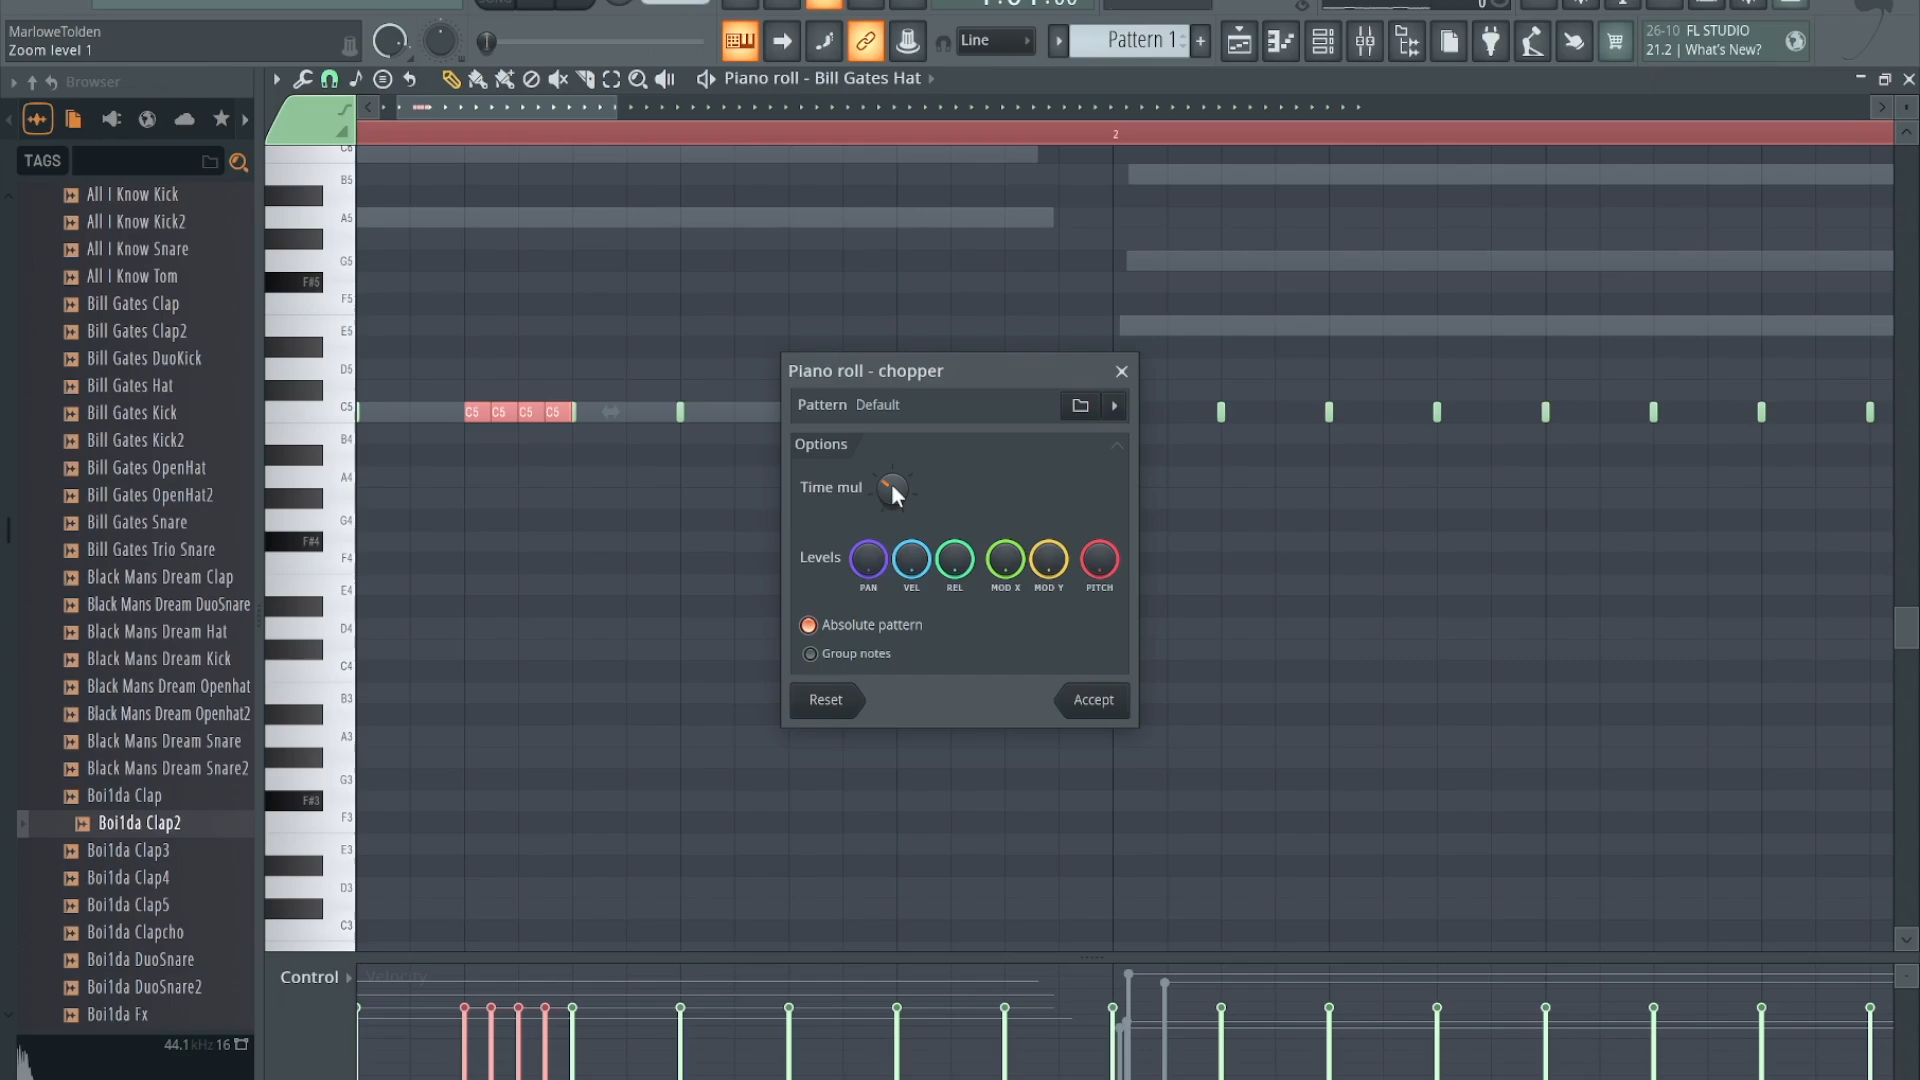 MarloweTolden
Zoom level 1
Line
Pattern 1
+
26-10 FL STUDIO
21.2 | What's New?
Browser
Piano roll - Bill Gates Hat
TAGS
2
All I Know Kick
All I Know Kick2
All I Know Snare
All I Know Tom
Bill Gates Clap
Bill Gates Clap2
Bill Gates DuoKick
Bill Gates Hat
Bill Gates Kick
Bill Gates Kick2
Bill Gates OpenHat
Bill Gates OpenHat2
Bill Gates Snare
Bill Gates Trio Snare
Black Mans Dream Clap
Black Mans Dream DuoSnare
Black Mans Dream Hat
Black Mans Dream Kick
Black Mans Dream Openhat
Black Mans Dream Openhat2
Black Mans Dream Snare
Black Mans Dream Snare2
Boi1da Clap
Boi1da Clap2
Boi1da Clap3
Boi1da Clap4
Boi1da Clap5
Boi1da Clapcho
Boi1da DuoSnare
Boi1da DuoSnare2
Boi1da Fx
44.1kHz 16
C6
B5
A5
G5
F#5
F5
E5
D5
C5
B4
A4
G4
F#4
F4
E4
D4
C4
B3
A3
G3
F#3
F3
E3
D3
C3
C5 C5 C5 C5
Piano roll - chopper
Pattern Default
Options
Time mul
Levels
PAN VEL REL MOD X MOD Y PITCH
Absolute pattern
Group notes
Reset
Accept
Control
Velocity